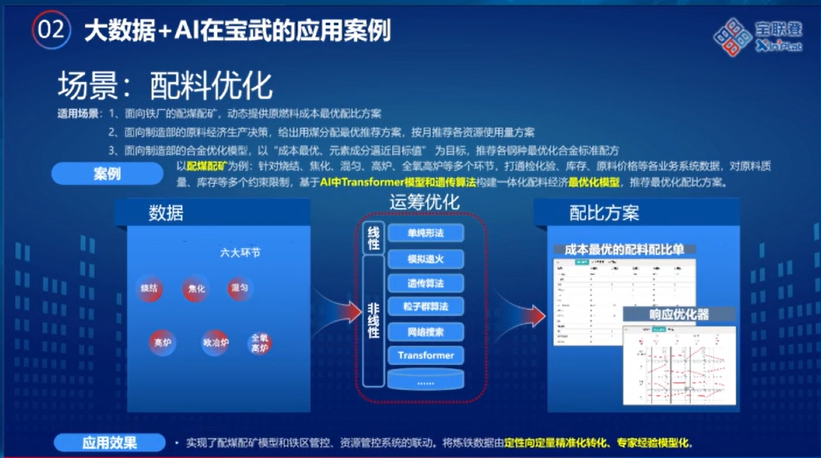 02 大数据+AI在宝武的应用案例
宝联登
XinPlat
场景：配料优化
适用场景：1、面向铁厂的配煤配矿，动态提供原燃料成本最优配比方案
2、面向制造部的原料经济生产决策，给出用煤分配最优推荐方案，按月推荐各资源使用量方案
3、面向制造部的合金优化模型，以“成本最优、元素成分逼近目标值”为目标，推荐各钢种最优化合金标准配方
案例
以配煤配矿为例：针对烧结、焦化、混匀、高炉、全氧高炉等多个环节，打通检化验、库存、原料价格等各业务系统数据，对原料质
量、库存等多个约束限制，基于AI中Transformer模型和遗传算法构建一体化配料经济最优化模型，推荐最优化配比方案。
数据
六大环节
烧结
焦化
混匀
高炉
欧冶炉
全氧
高炉
运筹优化
线性
单纯形法
非线性
模拟退火
遗传算法
粒子群算法
网络搜索
Transformer
……
配比方案
成本最优的配料配比单
响应优化器
应用效果
• 实现了配煤配矿模型和铁区管控、资源管控系统的联动。将炼铁数据由定性向定量精准化转化、专家经验模型化。